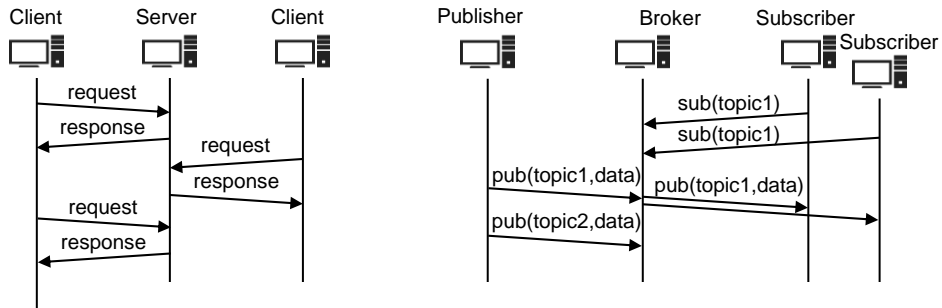 Client
Server
Client
request
response
request
response
request
response
Publisher
Broker
Subscriber
Subscriber
sub(topic1)
sub(topic1)
pub(topic1,data)
pub(topic1,data)
pub(topic2,data)